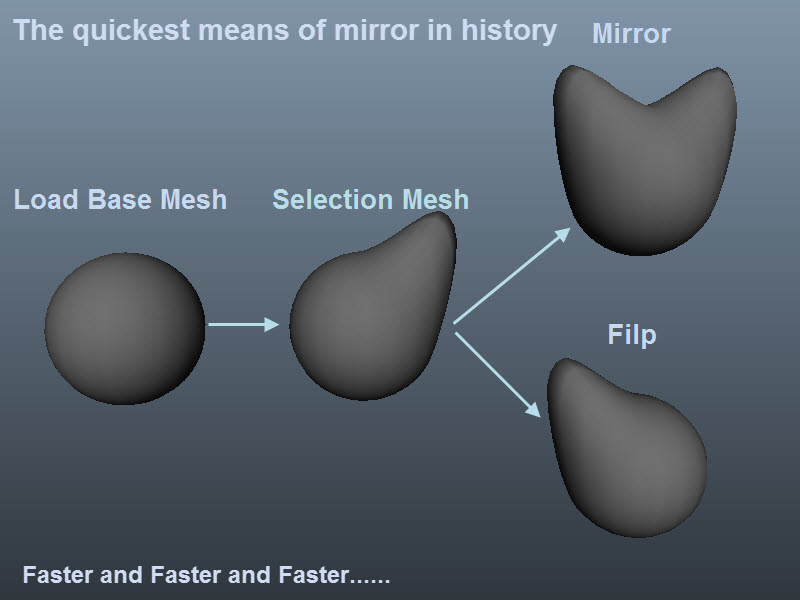 The quickest means of mirror in history
Mirror
Load Base Mesh
Selection Mesh
Filp
Faster and Faster and Faster......